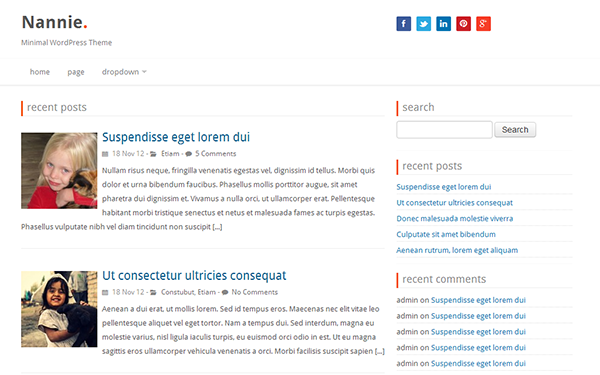 Nannie.
Minimal WordPress Theme
home page dropdown
recent posts
Suspendisse eget lorem dui
18 Nov 12 - Etiam - 5 Comments
Nullam risus neque, fringilla venenatis egestas vel, dignissim id tellus. Morbi quis
dolor et urna bibendum faucibus. Phasellus mollis porttitor augue, sit amet
pharetra dui dignissim et. Vivamus a nulla orci, ut ullamcorper erat. Pellentesque
habitant morbi tristique senectus et netus et malesuada fames ac turpis egestas.
Phasellus vulputate nibh vel diam tincidunt non suscipit [...]
Ut consectetur ultricies consequat
18 Nov 12 - Constubut, Etiam - No Comments
Aenean a dui erat, ut mollis lorem. Sed id tempus eros. Maecenas nec elit vitae leo
pellentesque aliquet vel eget tortor. Nam a tempus dui. Sed interdum, magna eu
molestie varius, nisl ligula iaculis turpis, eu euismod orci odio in est. Ut eu magna
sagittis eros ullamcorper vehicula venenatis a orci. Morbi facilisis suscipit sapien [...]
search
Search
recent posts
Suspendisse eget lorem dui
Ut consectetur ultricies consequat
Donec malesuada molestie viverra
Culputate sit amet bibendum
Aenean rutrum, lorem eget aliquam
recent comments
admin on Suspendisse eget lorem dui
admin on Suspendisse eget lorem dui
admin on Suspendisse eget lorem dui
admin on Suspendisse eget lorem dui
admin on Suspendisse eget lorem dui